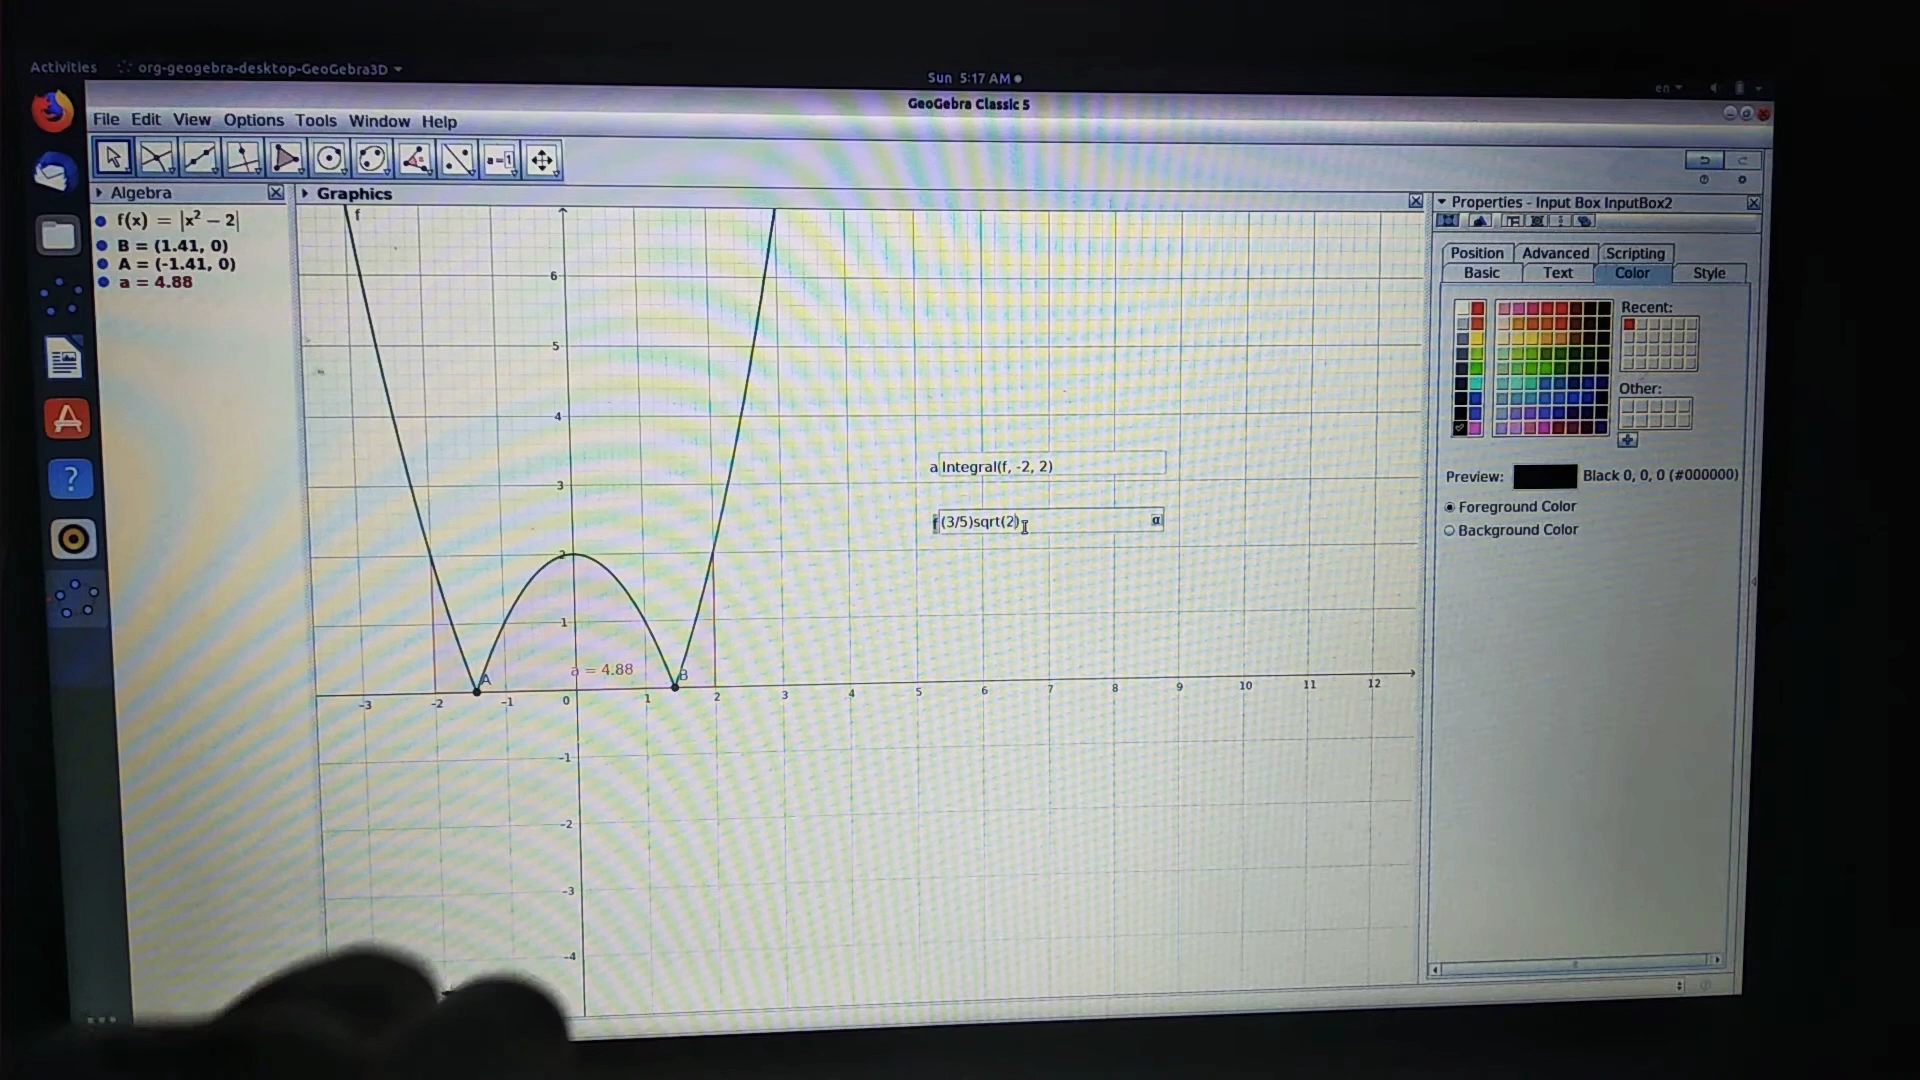 Activities org-geogebra-desktop-GeoGebra3D
Sun 5:17 AM
en
GeoGebra Classic 5
File Edit View Options Tools Window Help
a=1
Algebra
Graphics
f(x) = |x² − 2|
B = (1.41, 0)
A = (-1.41, 0)
a = 4.88
f
6
5
4
3
2
1
-1
-2
-3
-4
-3 -2 -1 0 1 2 3 4 5 6 7 8 9 10 11 12
A
B
a = 4.88
a Integral(f, -2, 2)
f (3/5)sqrt(2) α
Properties - Input Box InputBox2
Position Advanced Scripting
Basic Text Color Style
Recent:
Other:
Preview: Black 0, 0, 0 (#000000)
Foreground Color
Background Color